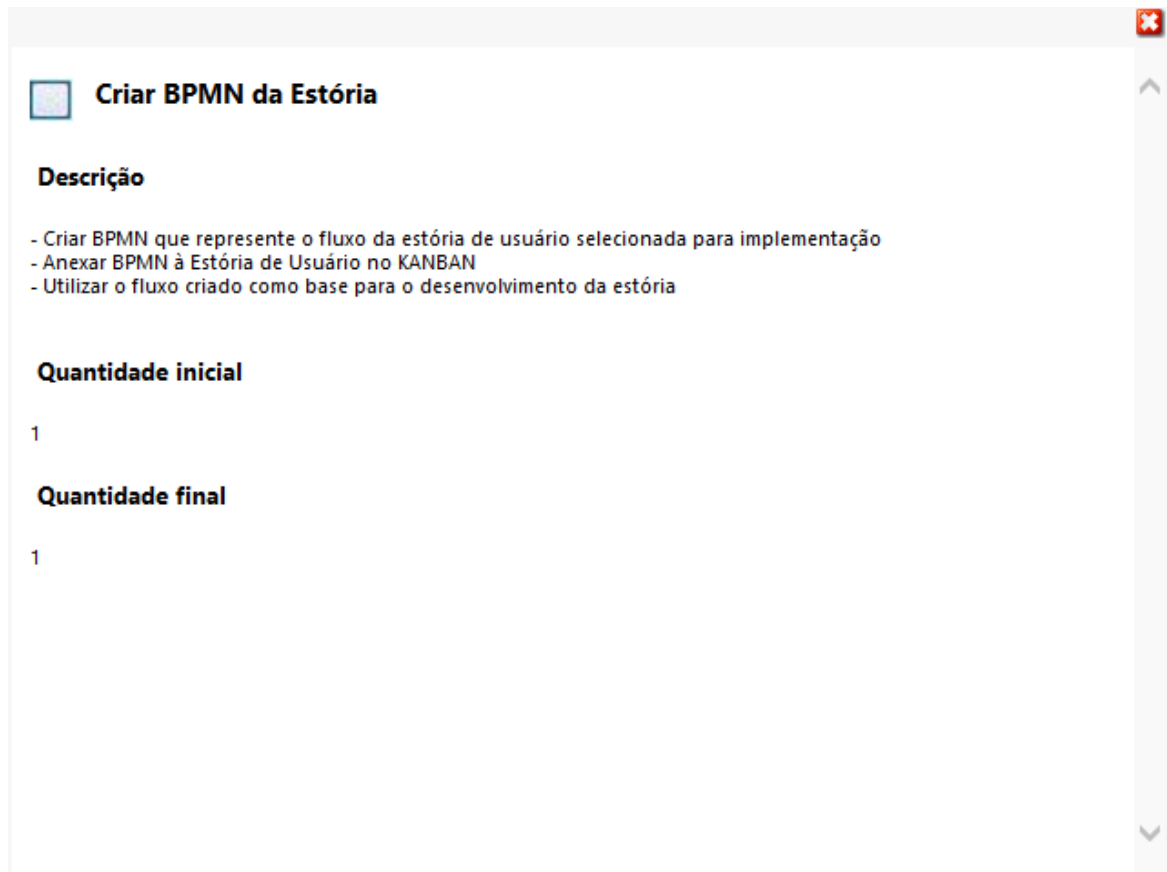 Criar BPMN da Estória
Descrição
- Criar BPMN que represente o fluxo da estória de usuário selecionada para implementação
- Anexar BPMN à Estória de Usuário no KANBAN
- Utilizar o fluxo criado como base para o desenvolvimento da estória
Quantidade inicial
1
Quantidade final
1